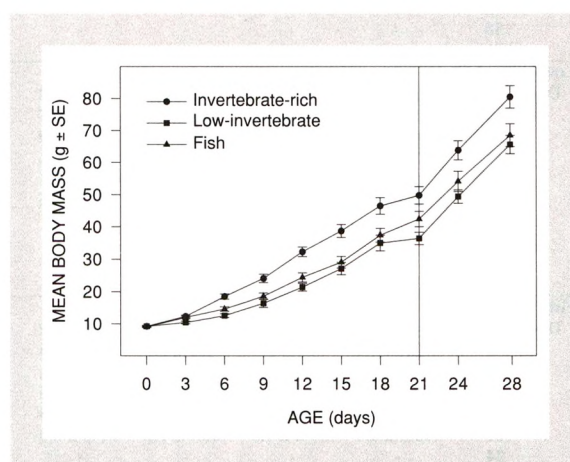 MEAN BODY MASS (g ± SE)
80
70
60
50
40
30
20
10
Invertebrate-rich
Low-invertebrate
Fish
0 3 6 9 12 15 18 21 24 28
AGE (days)